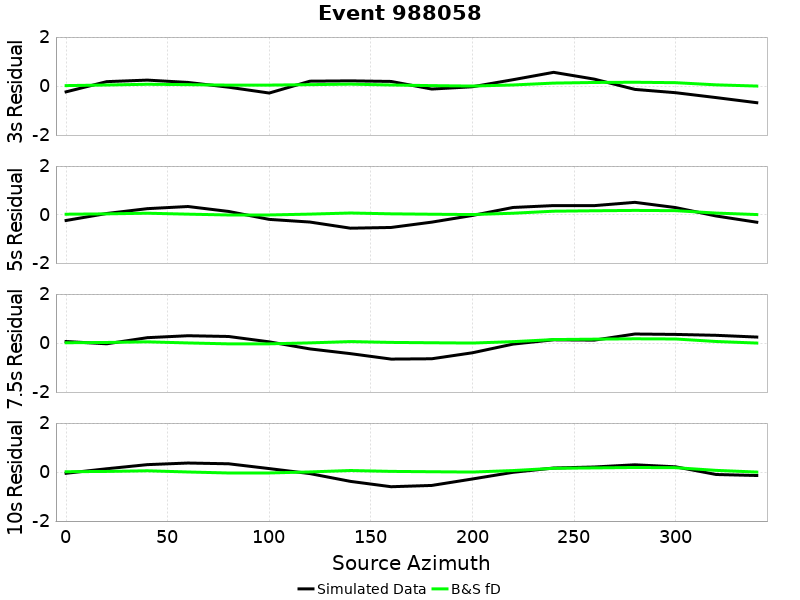 Event 988058
3s Residual
2
0
-2
5s Residual
2
0
-2
7.5s Residual
2
0
-2
10s Residual
2
0
-2
0 50 100 150 200 250 300
Source Azimuth
Simulated Data B&S fD